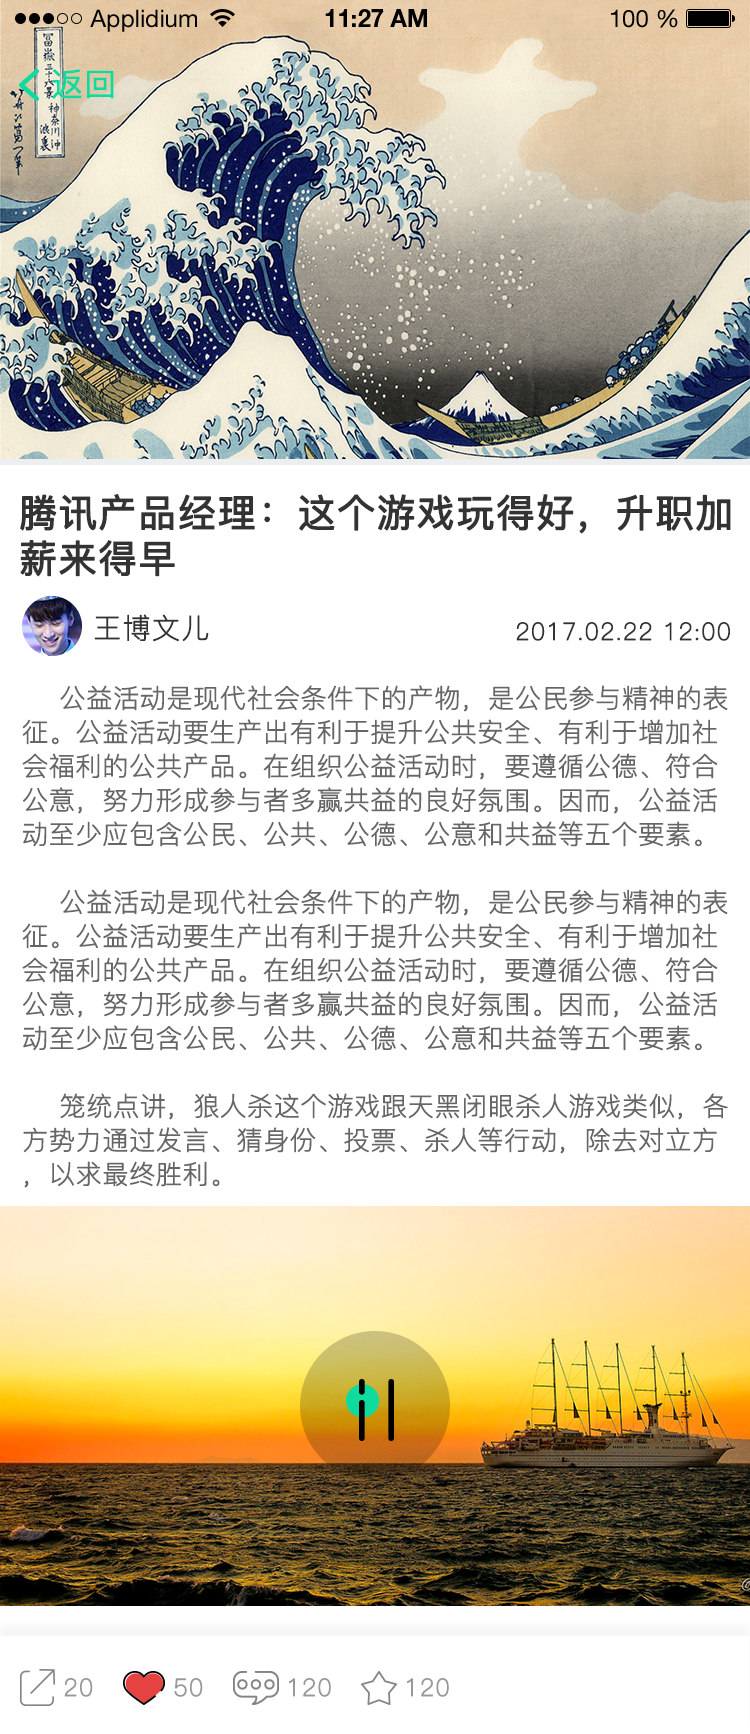 Applidium 11:27 AM 100 %
冨嶽三十六景 神奈川沖
浪裏
返回
腾讯产品经理：这个游戏玩得好，升职加
薪来得早
王博文儿 2017.02.22 12:00
公益活动是现代社会条件下的产物，是公民参与精神的表
征。公益活动要生产出有利于提升公共安全、有利于增加社
会福利的公共产品。在组织公益活动时，要遵循公德、符合
公意，努力形成参与者多赢共益的良好氛围。因而，公益活
动至少应包含公民、公共、公德、公意和共益等五个要素。
公益活动是现代社会条件下的产物，是公民参与精神的表
征。公益活动要生产出有利于提升公共安全、有利于增加社
会福利的公共产品。在组织公益活动时，要遵循公德、符合
公意，努力形成参与者多赢共益的良好氛围。因而，公益活
动至少应包含公民、公共、公德、公意和共益等五个要素。
笼统点讲，狼人杀这个游戏跟天黑闭眼杀人游戏类似，各
方势力通过发言、猜身份、投票、杀人等行动，除去对立方
，以求最终胜利。
20 50 120 120